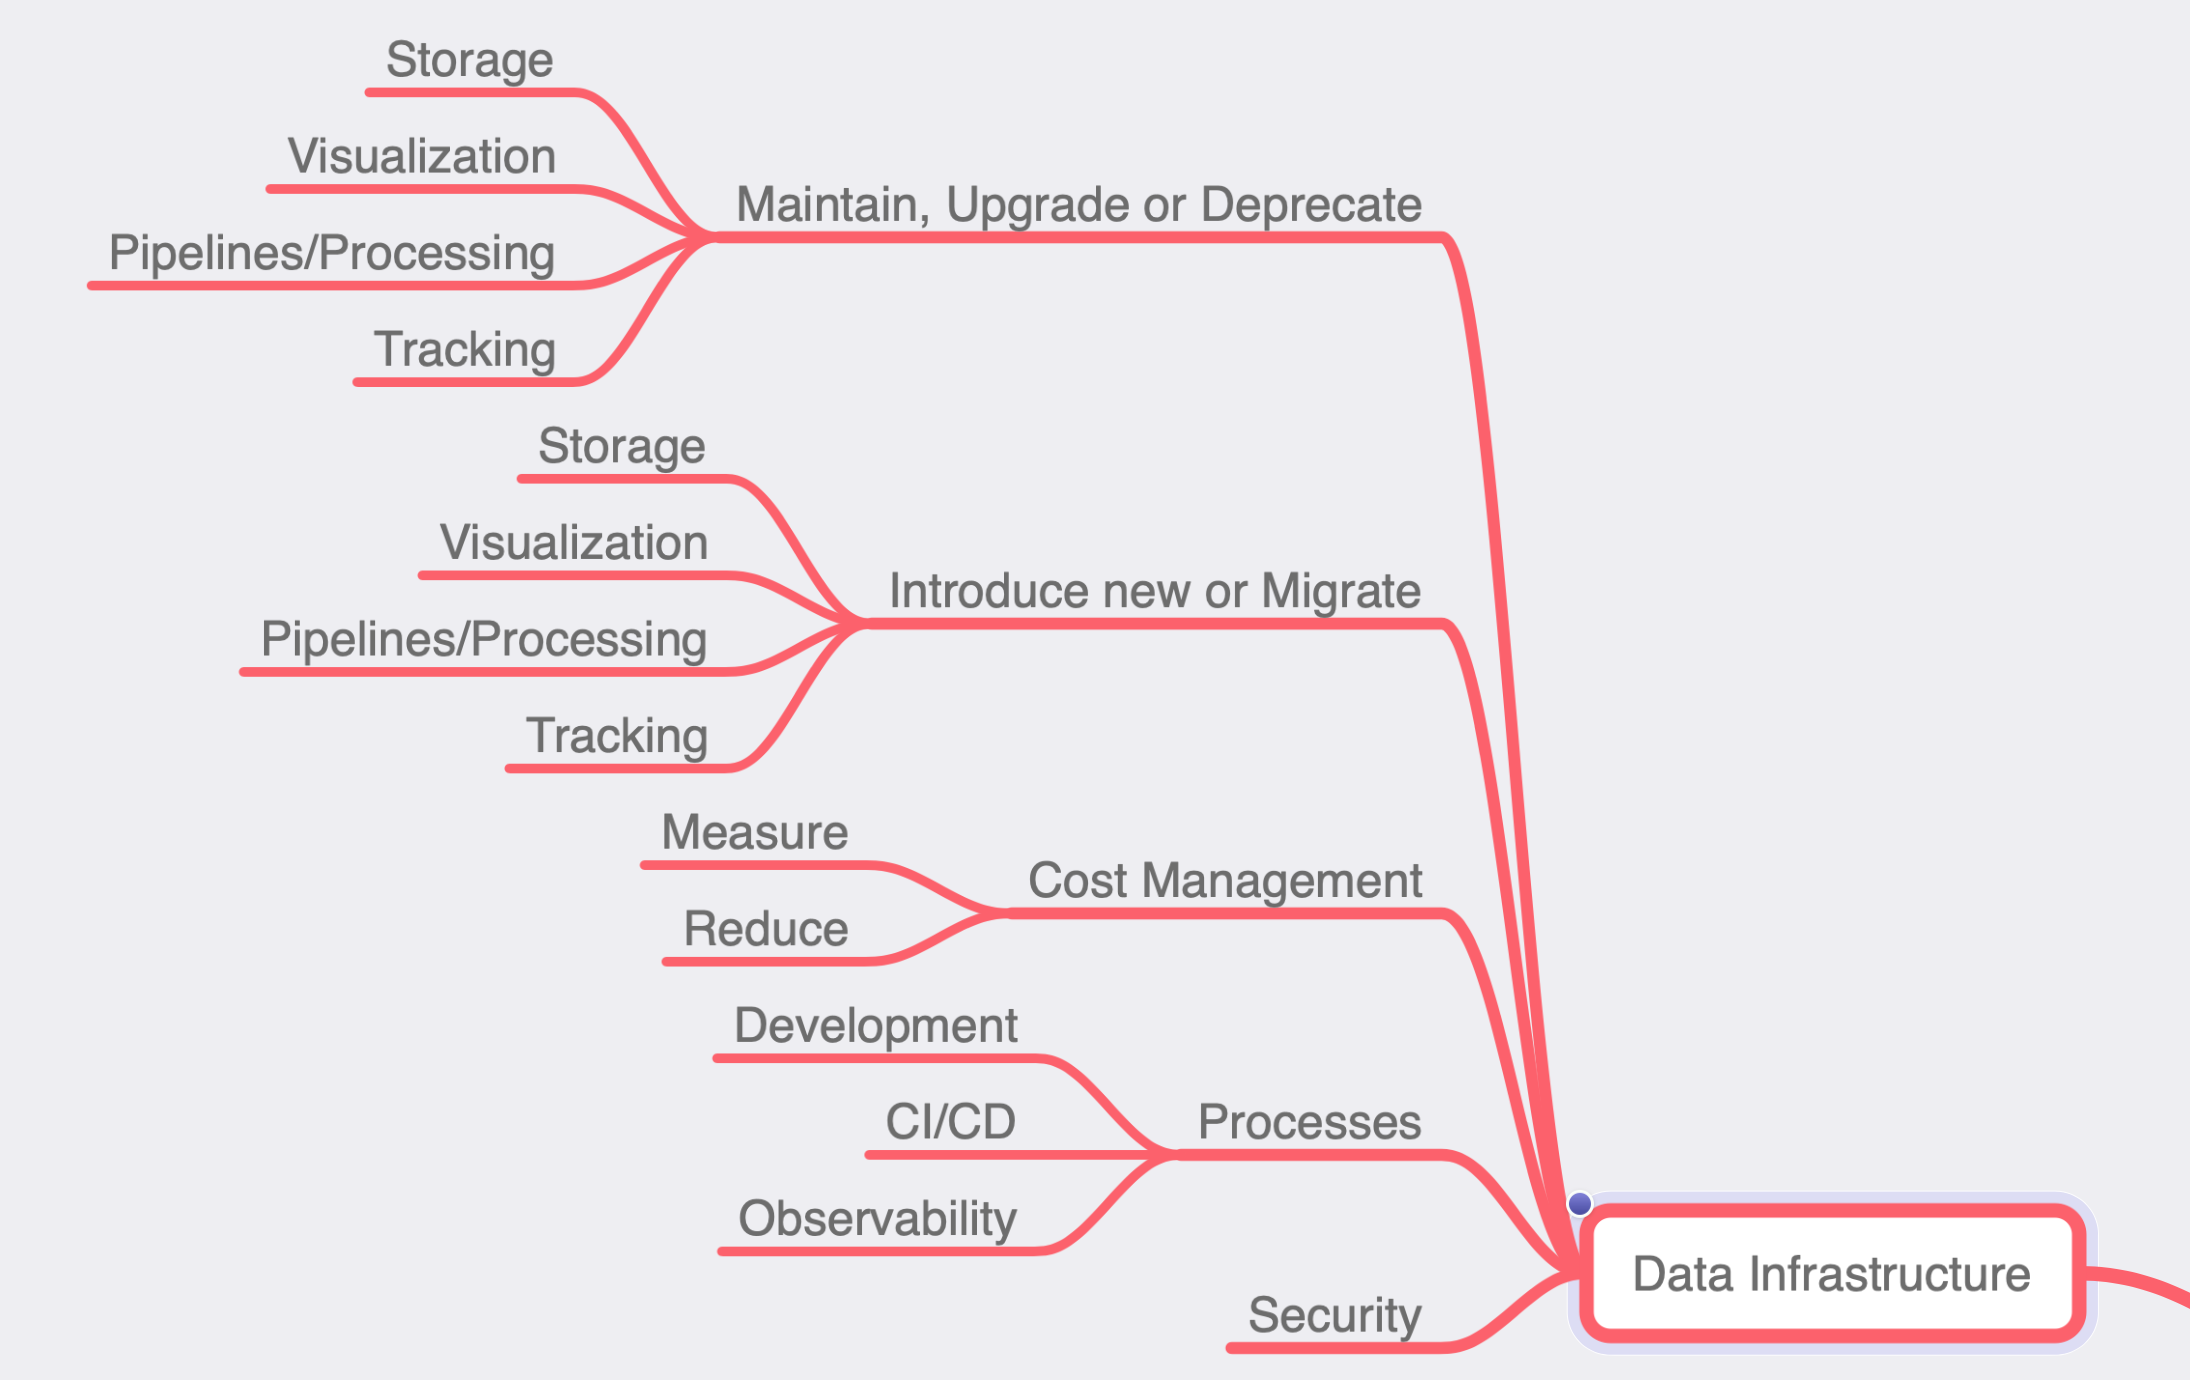 Storage
Visualization
Maintain, Upgrade or Deprecate
Pipelines/Processing
Tracking
Storage
Visualization
Introduce new or Migrate
Pipelines/Processing
Tracking
Measure
Cost Management
Reduce
Development
CI/CD
Processes
Observability
Data Infrastructure
Security